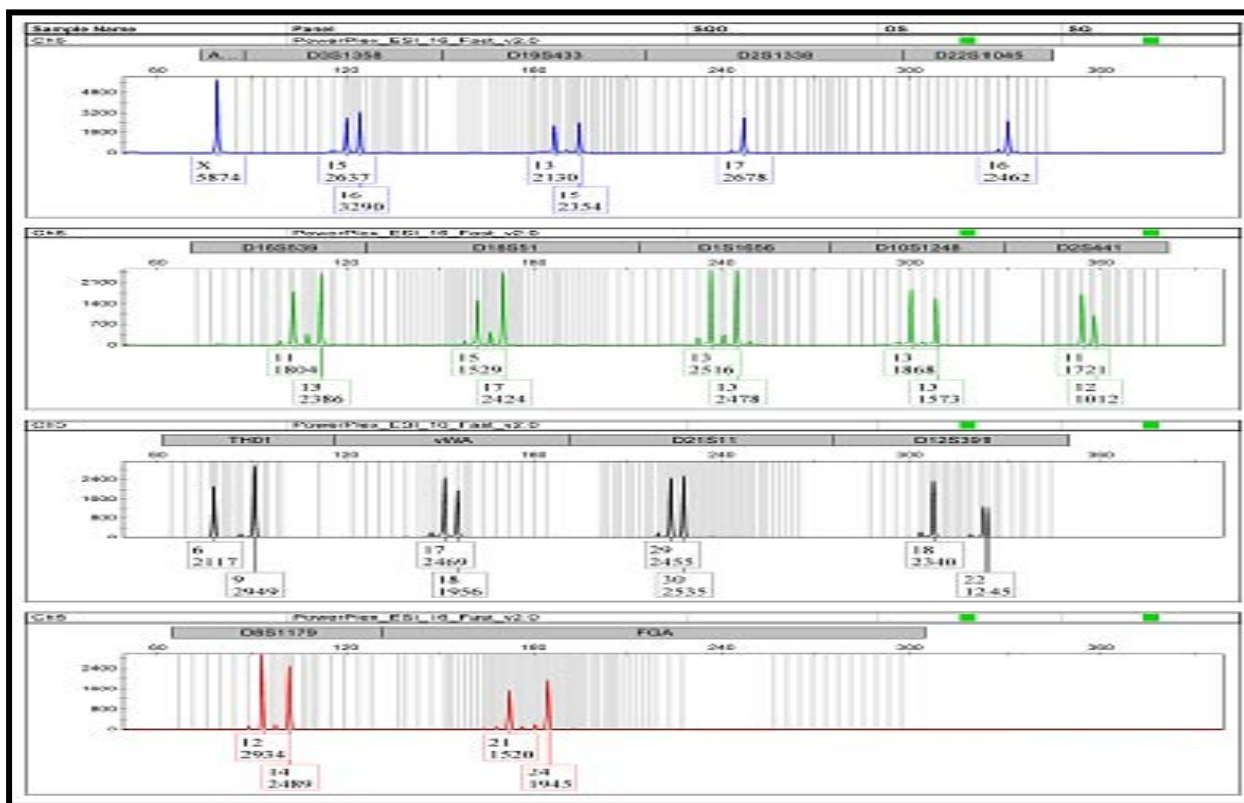 Sample Name Panel SQO OS SQ
PowerPlex_ESI_16_Fast_v2.0
A... D3S1358 D19S433 D2S1338 D22S1045
60 120 180 240 300 360
4800
3200
1600
0
X 15 13 17 16
5874 2637 2130 2678 2462
16 15
3290 2354
PowerPlex_ESI_16_Fast_v2.0
D16S539 D18S51 D1S1656 D10S1248 D2S441
60 120 180 240 300 360
2100
1400
700
0
11 15 13 13 11
1804 1529 2516 1868 1721
13 17 12
2386 2424 2478 1573 1012
PowerPlex_ESI_16_Fast_v2.0
TH01 vWA D21S11 D12S391
60 120 180 240 300 360
2400
1600
800
0
6 17 29 18
2117 2469 2455 2340
9 18 30 22
2949 1956 2535 1245
PowerPlex_ESI_16_Fast_v2.0
D8S1179 FGA
60 120 180 240 300 360
2400
1600
800
0
12 21
2934 1520
14 24
2489 1945